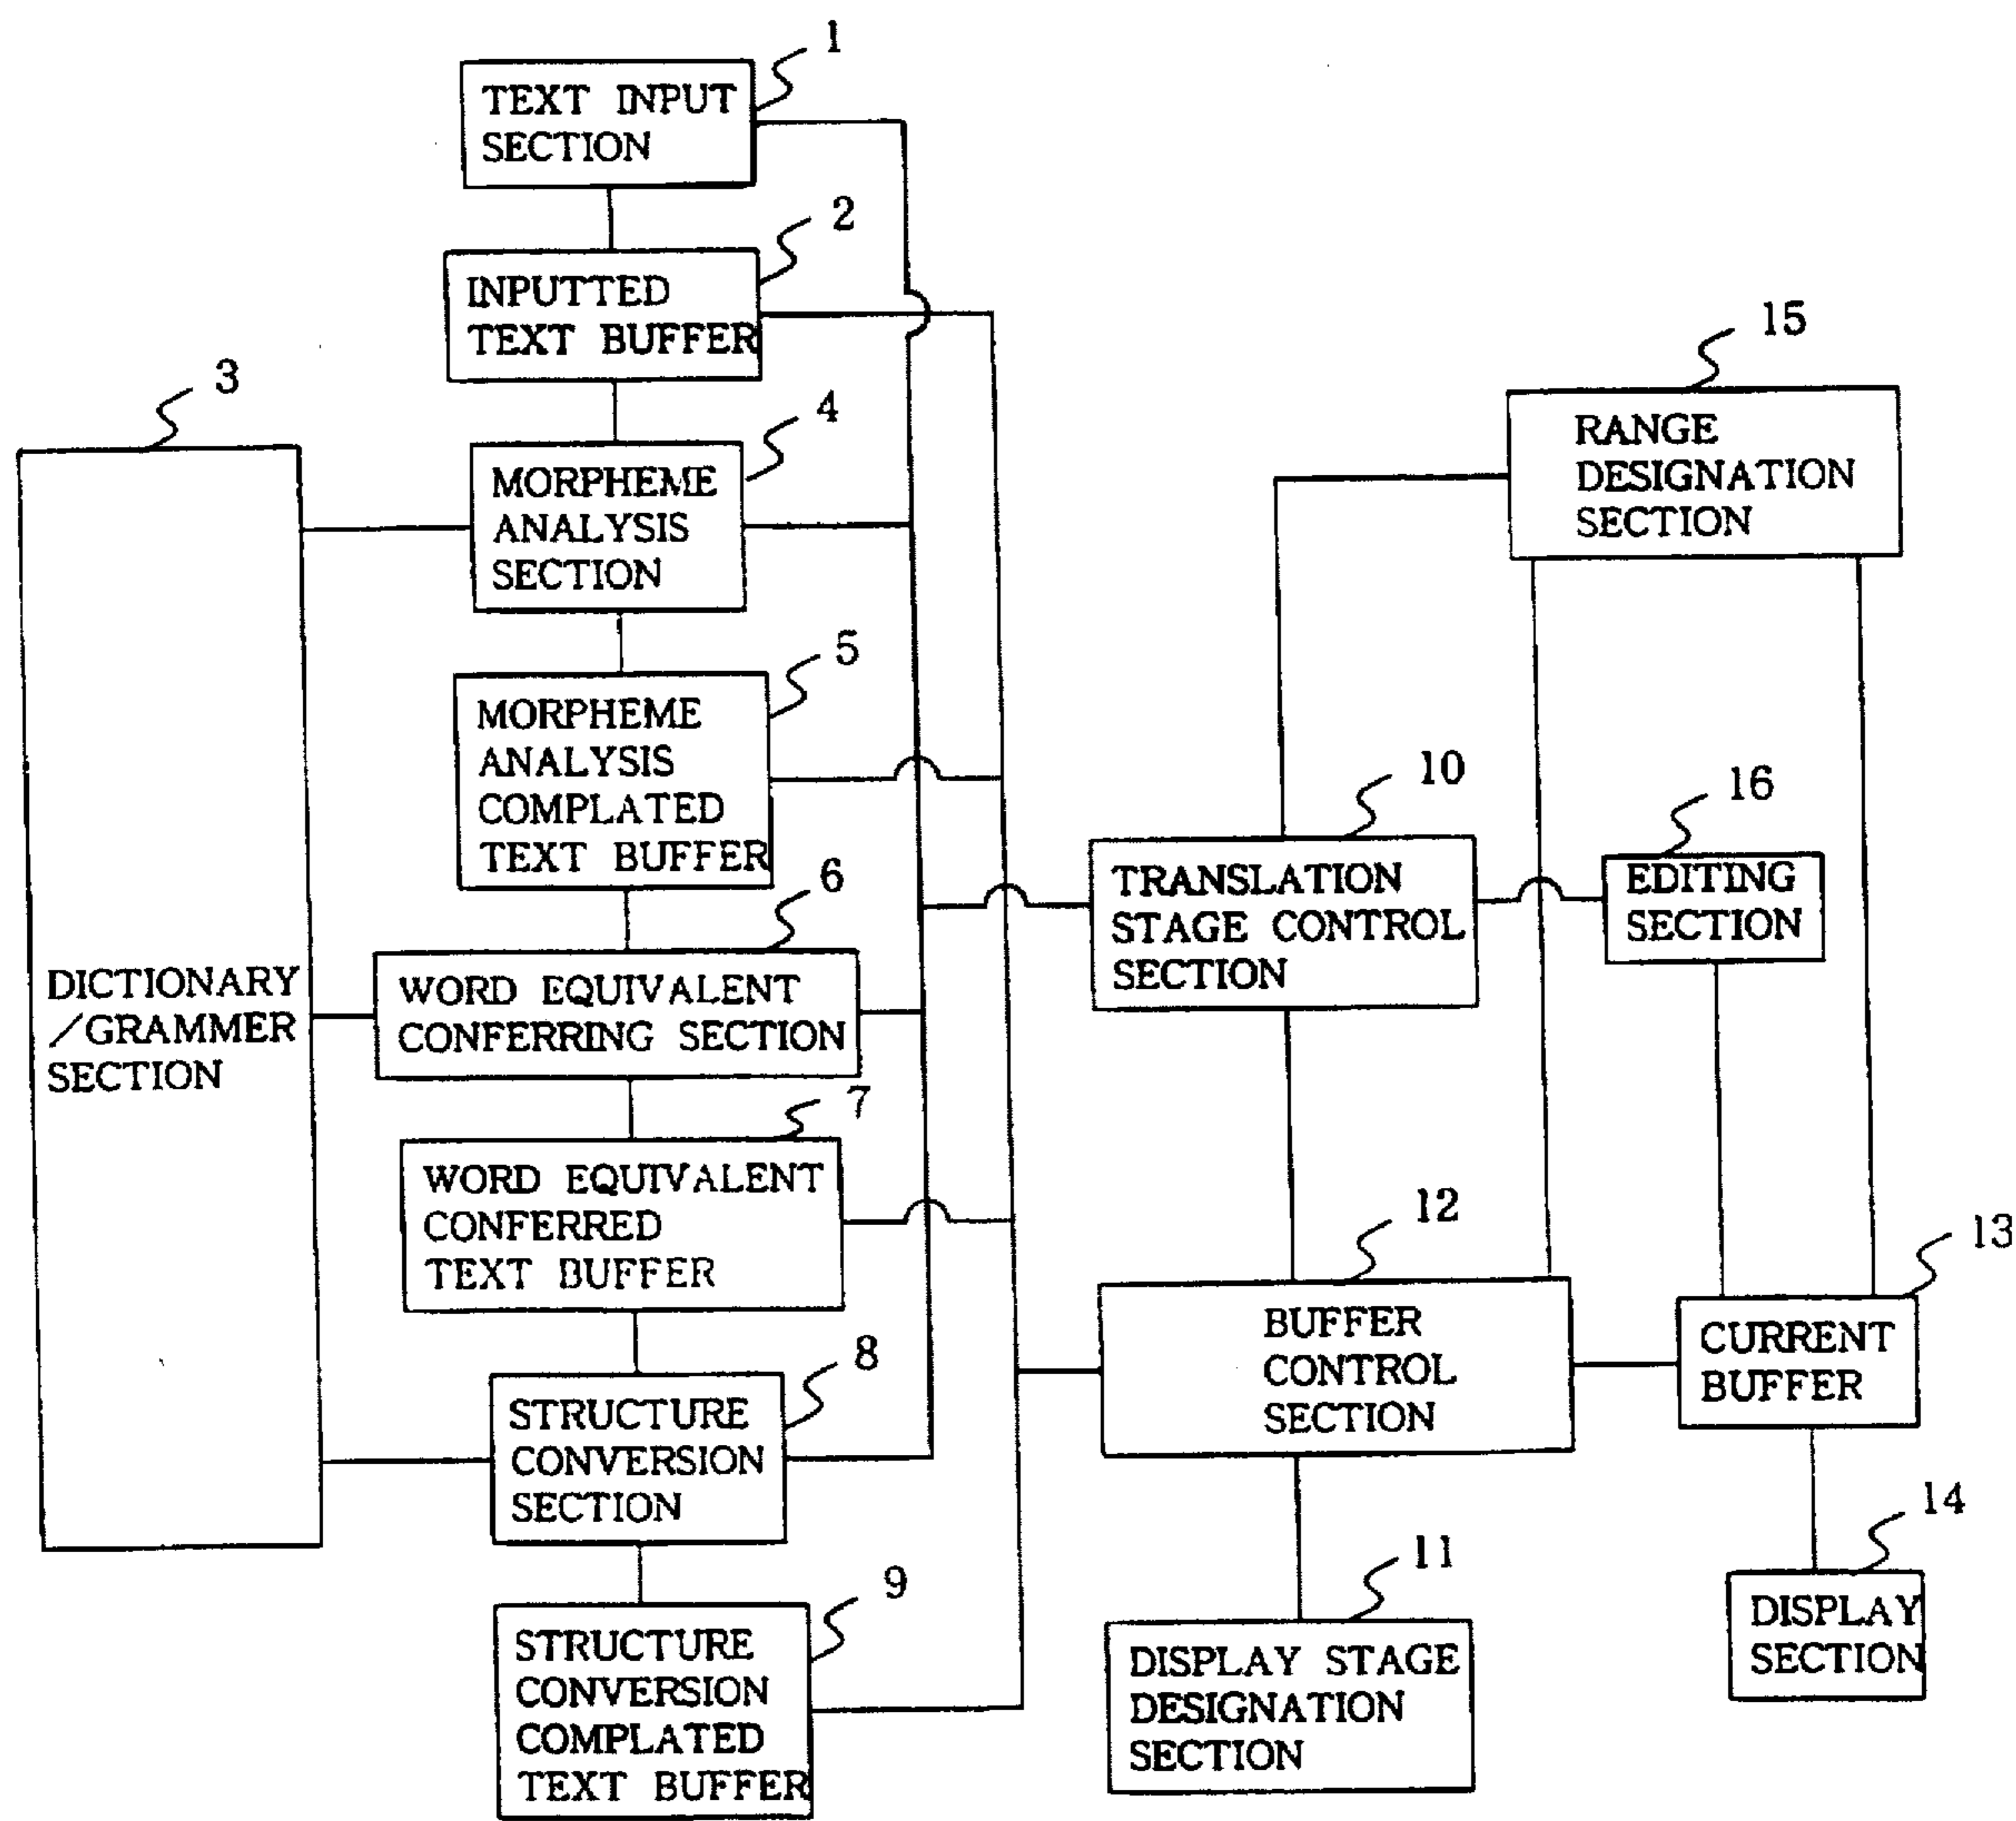 1
TEXT INPUT
SECTION
2
INPUTTED
TEXT BUFFER
3
DICTIONARY
/GRAMMER
SECTION
4
MORPHEME
ANALYSIS
SECTION
5
MORPHEME
ANALYSIS
COMPLATED
TEXT BUFFER
6
WORD EQUIVALENT
CONFERRING SECTION
7
WORD EQUIVALENT
CONFERRED
TEXT BUFFER
8
STRUCTURE
CONVERSION
SECTION
9
STRUCTURE
CONVERSION
COMPLATED
TEXT BUFFER
10
TRANSLATION
STAGE CONTROL
SECTION
11
DISPLAY STAGE
DESIGNATION
SECTION
12
BUFFER
CONTROL
SECTION
13
CURRENT
BUFFER
14
DISPLAY
SECTION
15
RANGE
DESIGNATION
SECTION
16
EDITING
SECTION